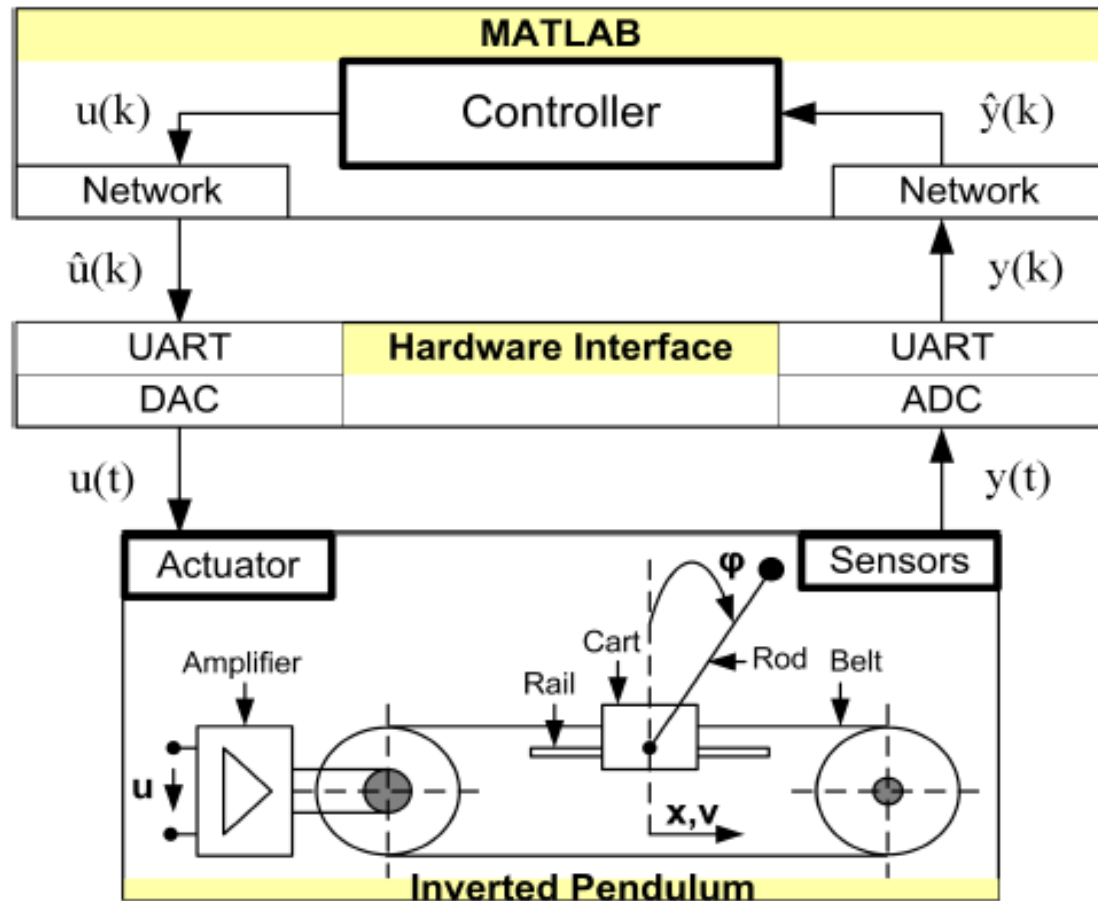 MATLAB
u(k)
Controller
ŷ(k)
Network
Network
û(k)
y(k)
UART
Hardware Interface
UART
DAC
ADC
u(t)
y(t)
Actuator
Sensors
φ
Cart
Amplifier
Rod
Belt
Rail
u
x,v
Inverted Pendulum